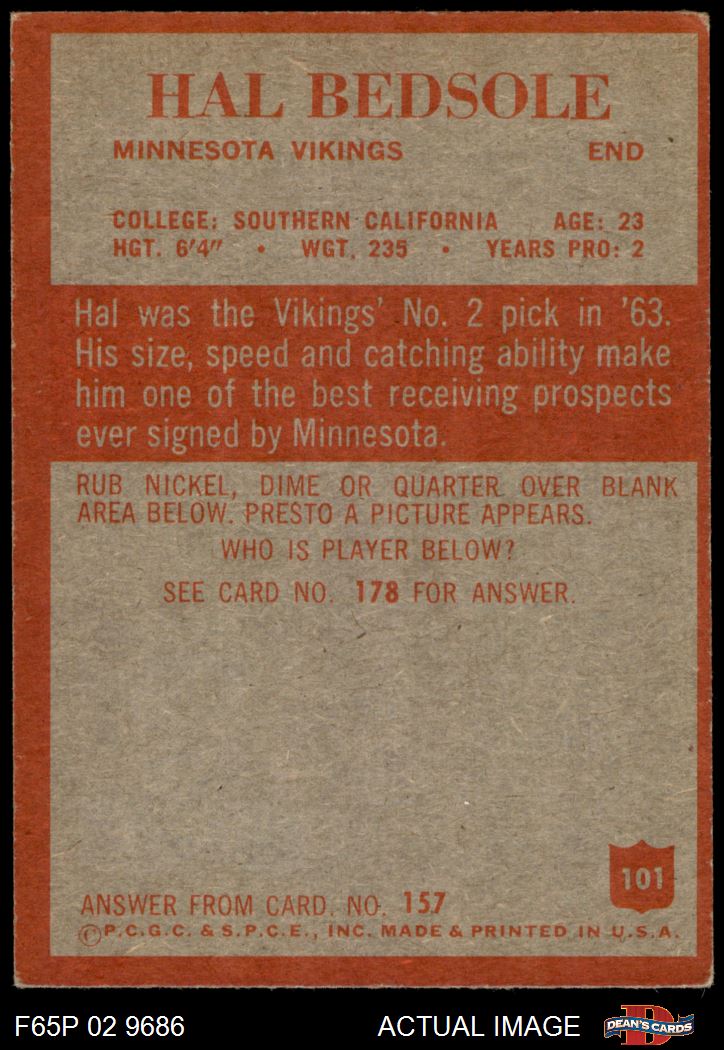 HAL BEDSOLE
MINNESOTA VIKINGS END
COLLEGE: SOUTHERN CALIFORNIA AGE: 23
HGT. 6'4" • WGT. 235 • YEARS PRO: 2
Hal was the Vikings' No. 2 pick in '63.
His size, speed and catching ability make
him one of the best receiving prospects
ever signed by Minnesota.
RUB NICKEL, DIME OR QUARTER OVER BLANK
AREA BELOW. PRESTO A PICTURE APPEARS.
WHO IS PLAYER BELOW?
SEE CARD NO. 178 FOR ANSWER.
101
ANSWER FROM CARD. NO. 157
©P.C.G.C. & S.P.C.E., INC. MADE & PRINTED IN U.S.A.
F65P 02 9686 ACTUAL IMAGE D DEAN'S CARDS